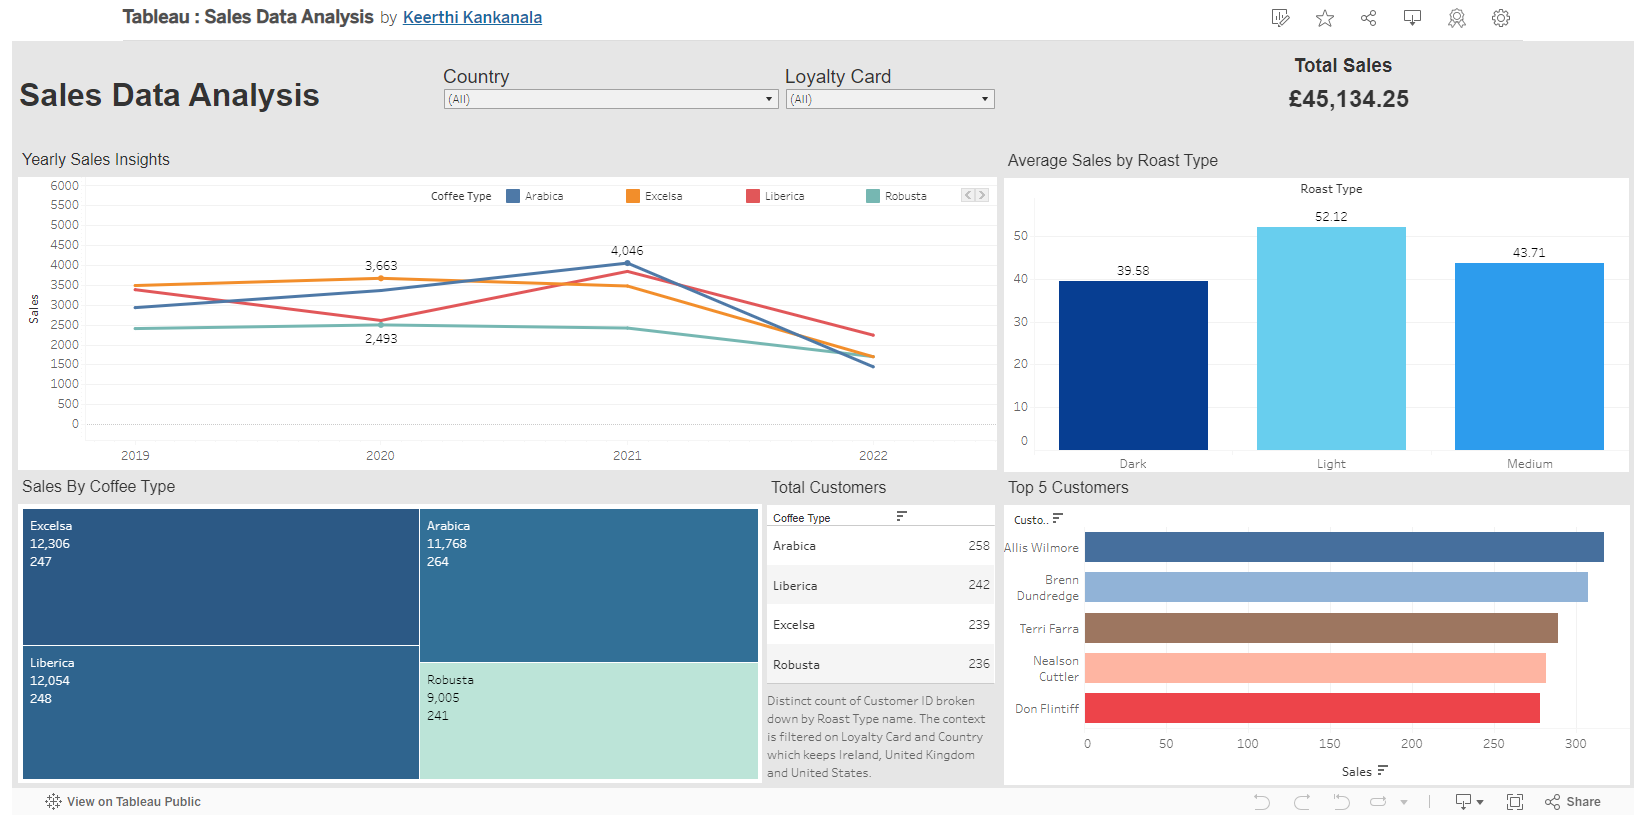 Tableau : Sales Data Analysis by Keerthi Kankanala
Sales Data Analysis
Country
(All)
Loyalty Card
(All)
Total Sales
£45,134.25
Yearly Sales Insights
Coffee Type Arabica Excelsa Liberica Robusta
Sales
6000
5500
5000
4500
4000
3500
3000
2500
2000
1500
1000
500
0
3,663
2,493
4,046
2019 2020 2021 2022
Average Sales by Roast Type
Roast Type
50
40
30
20
10
0
39.58
52.12
43.71
Dark Light Medium
Sales By Coffee Type
Excelsa
12,306
247
Liberica
12,054
248
Arabica
11,768
264
Robusta
9,005
241
Total Customers
Coffee Type
Arabica 258
Liberica 242
Excelsa 239
Robusta 236
Distinct count of Customer ID broken
down by Roast Type name. The context
is filtered on Loyalty Card and Country
which keeps Ireland, United Kingdom
and United States.
Top 5 Customers
Custo..
Allis Wilmore
Brenn
Dundredge
Terri Farra
Nealson
Cuttler
Don Flintiff
0 50 100 150 200 250 300
Sales
View on Tableau Public
Share